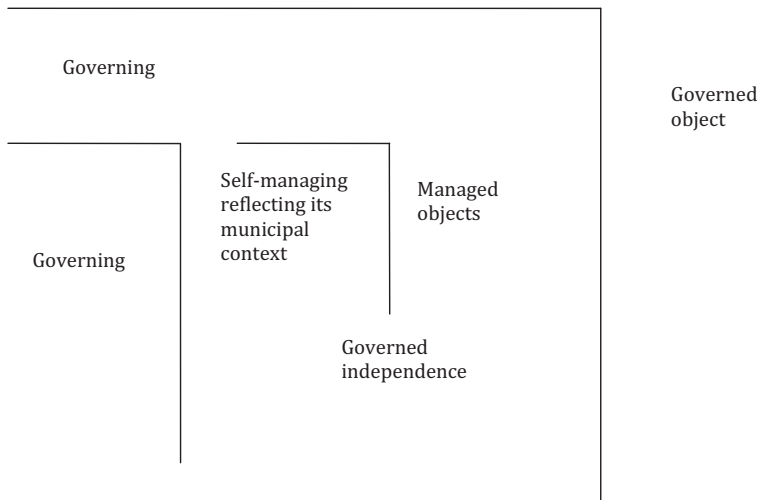 Governing
Governed
object
Self-managing
reflecting its
municipal
context
Managed
objects
Governing
Governed
independence